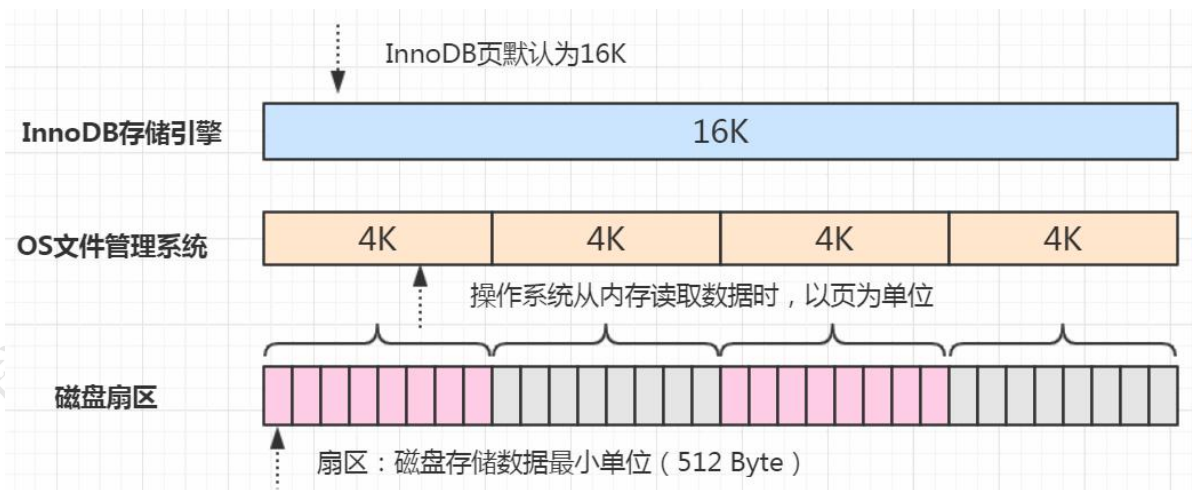 InnoDB页默认为16K
InnoDB存储引擎
16K
OS文件管理系统
4K
4K
4K
4K
操作系统从内存读取数据时，以页为单位
磁盘扇区
扇区：磁盘存储数据最小单位（512 Byte）